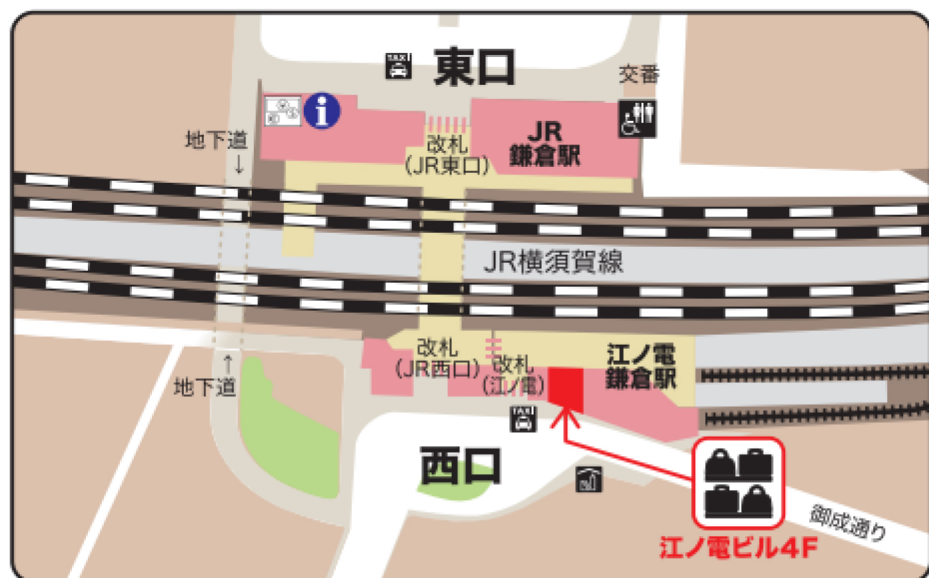 TAXI
東口
交番
i
地下道
改札
(JR東口)
JR
鎌倉駅
JR横須賀線
改札
(JR西口)
改札
(江ノ電)
江ノ電
鎌倉駅
地下道
TAXI
西口
御成通り
江ノ電ビル4F